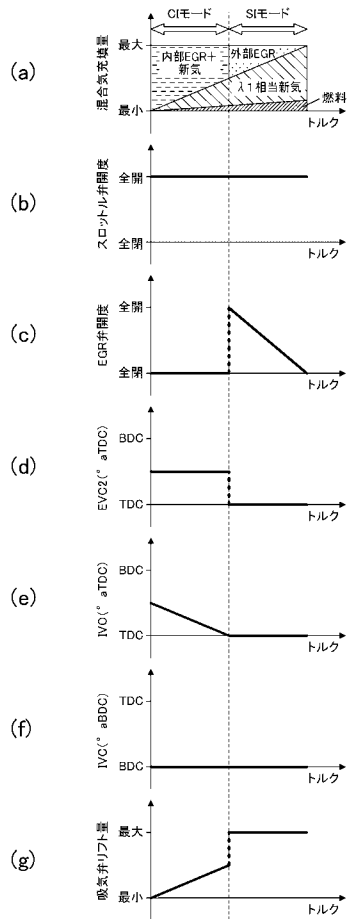 CIモード SIモード
(a)
混合気充填量
最大
最小
内部EGR+
新気
外部EGR
λ1相当新気
燃料
トルク
(b)
スロットル弁開度
全開
全閉
トルク
(c)
EGR弁開度
全開
全閉
トルク
(d)
EVC2(°aTDC)
BDC
TDC
トルク
(e)
IVO(°aTDC)
BDC
TDC
トルク
(f)
IVC(°aBDC)
TDC
BDC
トルク
(g)
吸気弁リフト量
最大
最小
トルク